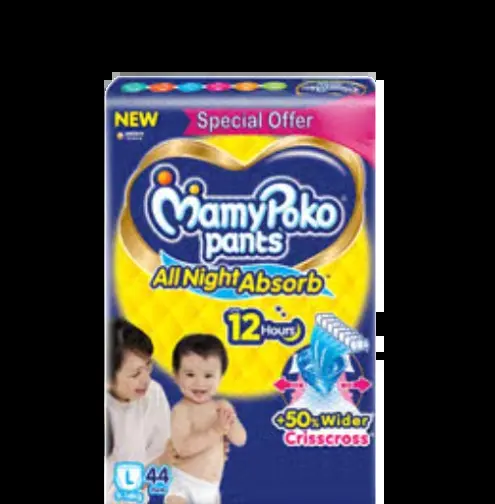 NEW
Special Offer
MamyPoko
pants
All Night Absorb
12 Hours
+50% Wider
Crisscross
L
44